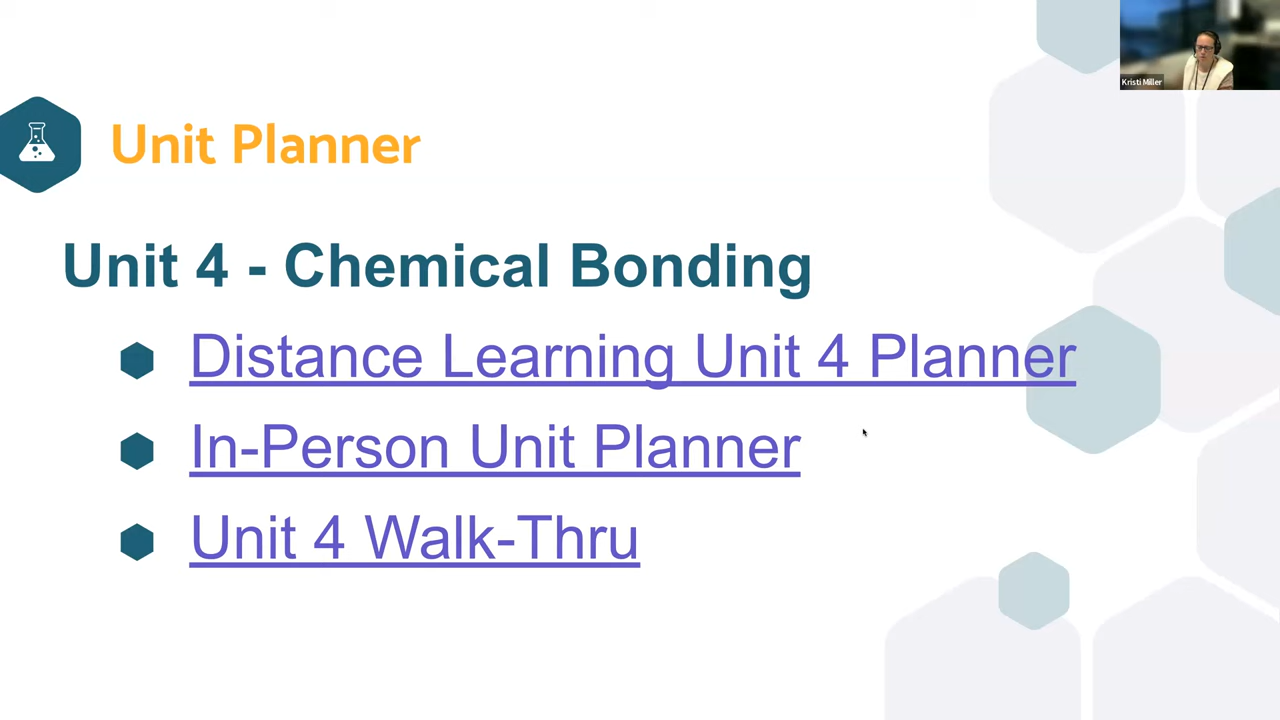 Kristi Miller
Unit Planner
Unit 4 - Chemical Bonding
Distance Learning Unit 4 Planner
In-Person Unit Planner
Unit 4 Walk-Thru